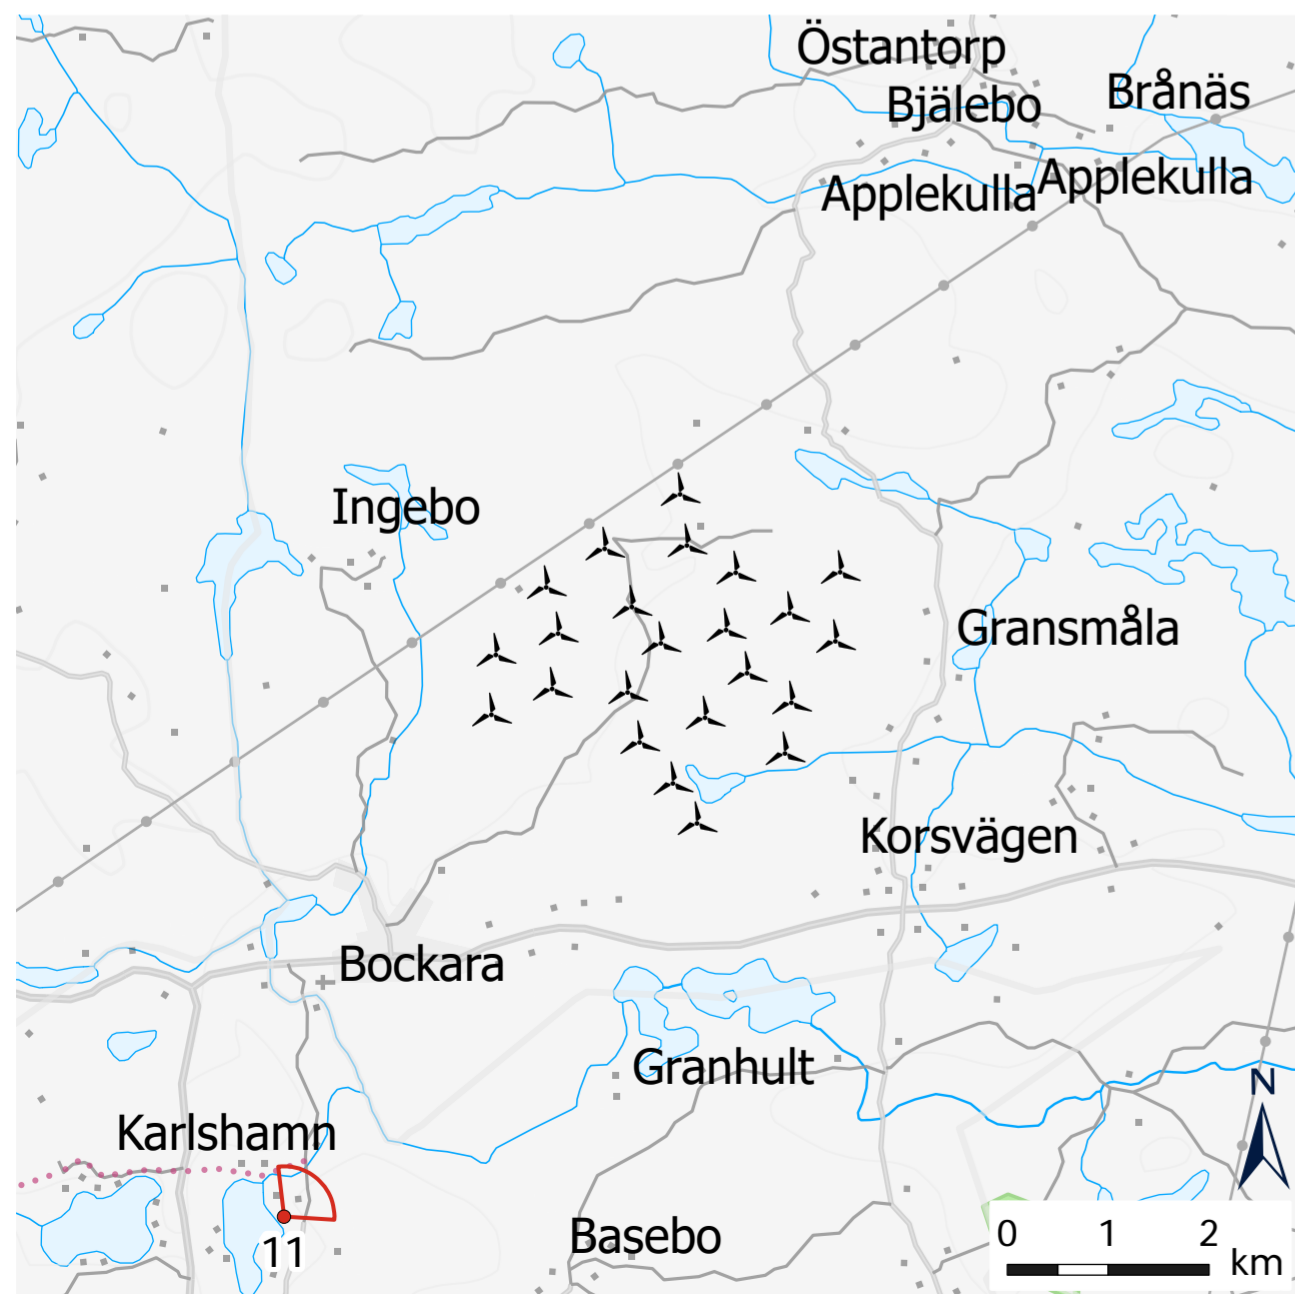 Östantorp
Bjälebo
Brånäs
Applekulla
Applekulla
Ingebo
Gransmåla
Korsvägen
Bockara
Granhult
Karlshamn
Basebo
11
N
0 1 2
km